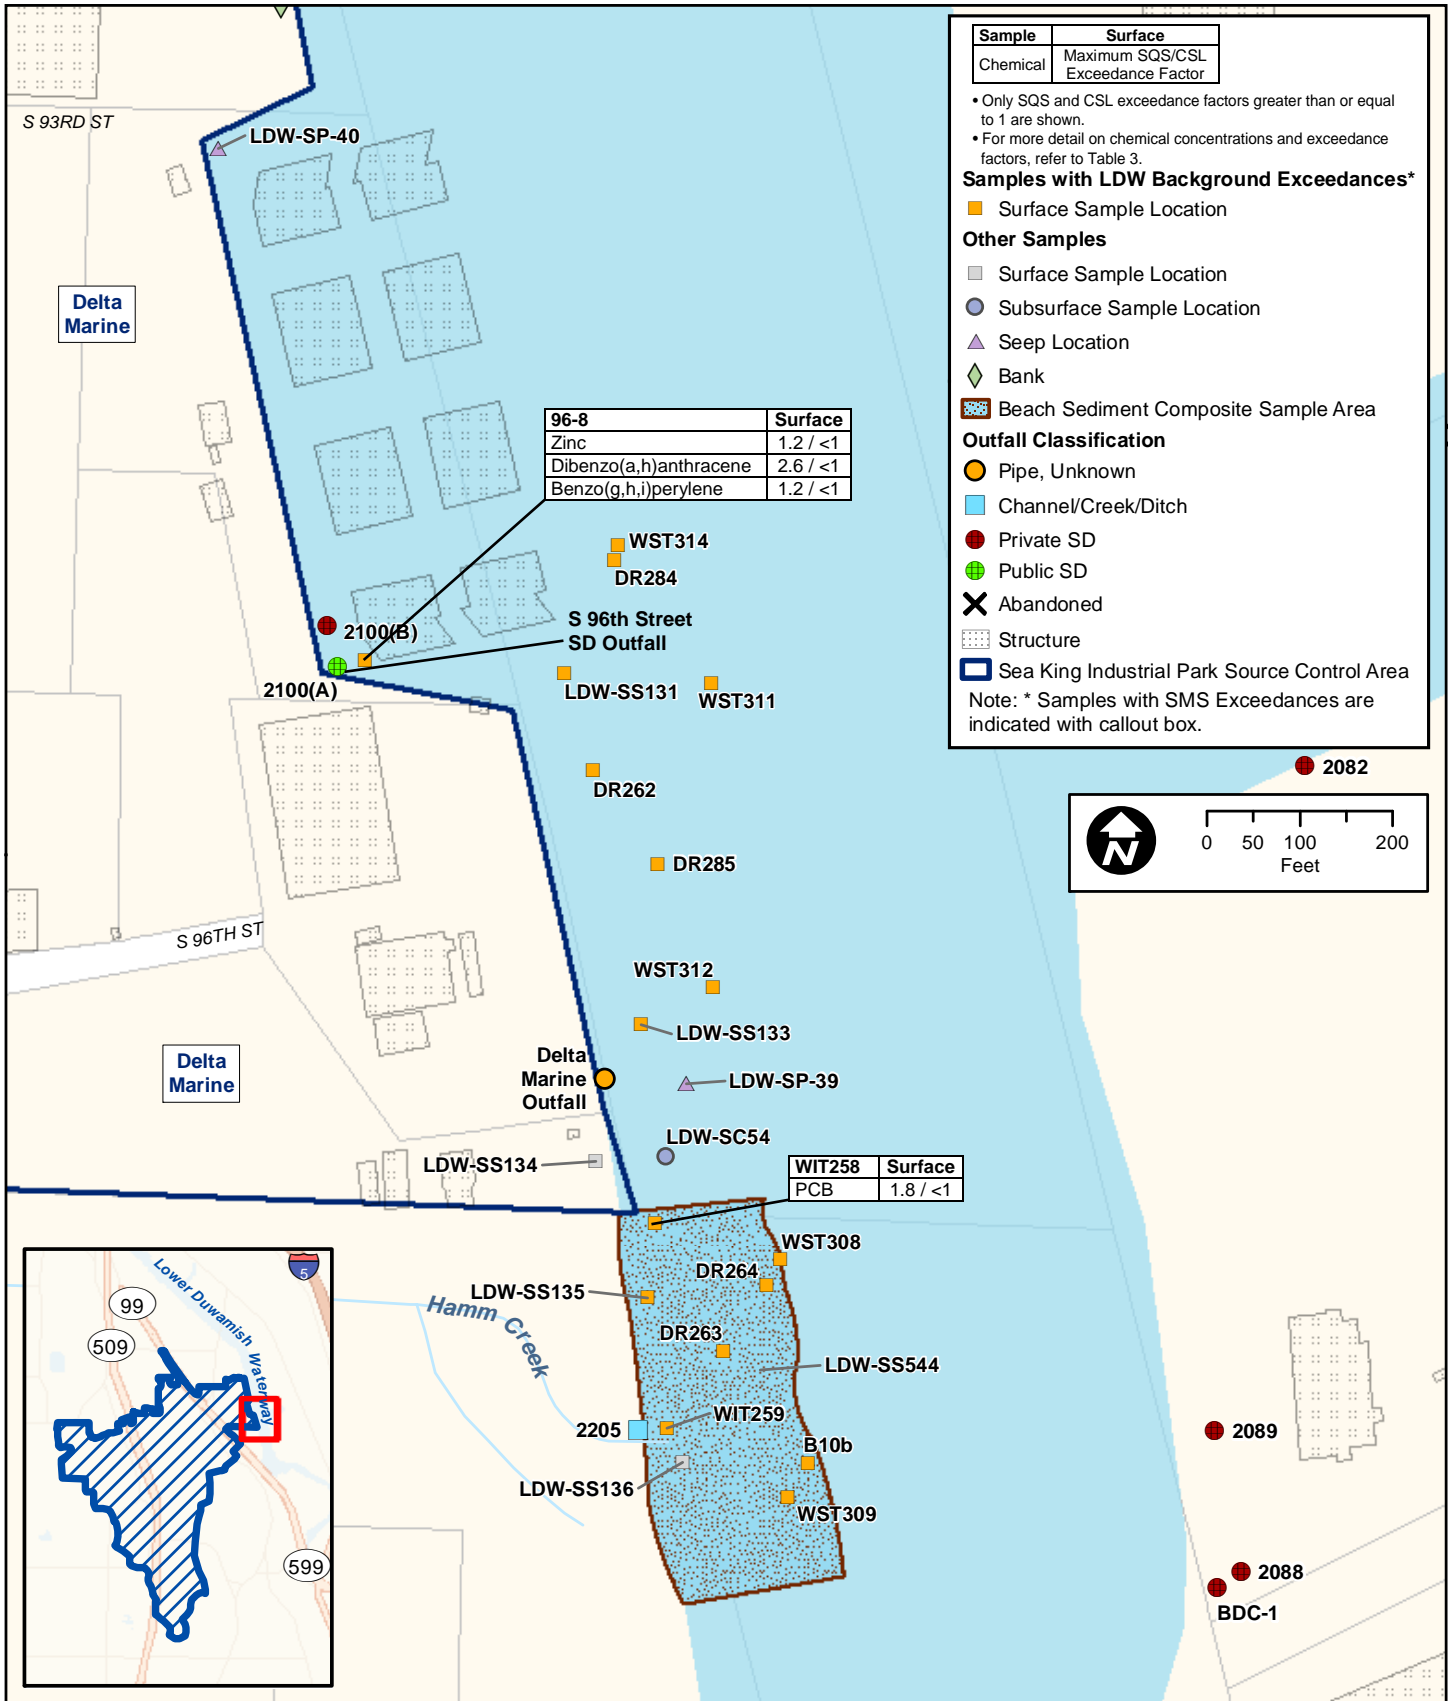 S 93RD ST
LDW-SP-40
Delta
Marine
96-8 Surface
Zinc 1.2 / <1
Dibenzo(a,h)anthracene 2.6 / <1
Benzo(g,h,i)perylene 1.2 / <1
WST314
DR284
2100(B)
S 96th Street
SD Outfall
2100(A)
LDW-SS131
WST311
DR262
DR285
S 96TH ST
WST312
LDW-SS133
Delta
Marine
Delta
Marine
Outfall
LDW-SP-39
LDW-SC54
LDW-SS134
WIT258 Surface
PCB 1.8 / <1
WST308
DR264
LDW-SS135
Hamm Creek
DR263
LDW-SS544
WIT259
2205
B10b
LDW-SS136
WST309
2082
2089
2088
BDC-1
Sample Surface
Chemical Maximum SQS/CSL
Exceedance Factor
• Only SQS and CSL exceedance factors greater than or equal
to 1 are shown.
• For more detail on chemical concentrations and exceedance
factors, refer to Table 3.
Samples with LDW Background Exceedances*
Surface Sample Location
Other Samples
Surface Sample Location
Subsurface Sample Location
Seep Location
Bank
Beach Sediment Composite Sample Area
Outfall Classification
Pipe, Unknown
Channel/Creek/Ditch
Private SD
Public SD
Abandoned
Structure
Sea King Industrial Park Source Control Area
Note: * Samples with SMS Exceedances are
indicated with callout box.
N
0 50 100 200
Feet
5
99
509
Lower Duwamish Waterway
599